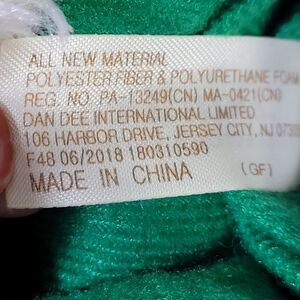 ALL NEW MATERIAL
POLYESTER FIBER & POLYURETHANE FOAM
REG. NO. PA-13249(CN) MA-0421(CN)
DAN DEE INTERNATIONAL LIMITED
106 HARBOR DRIVE, JERSEY CITY, NJ
F48 06/2018 180310590
MADE IN CHINA (GF)